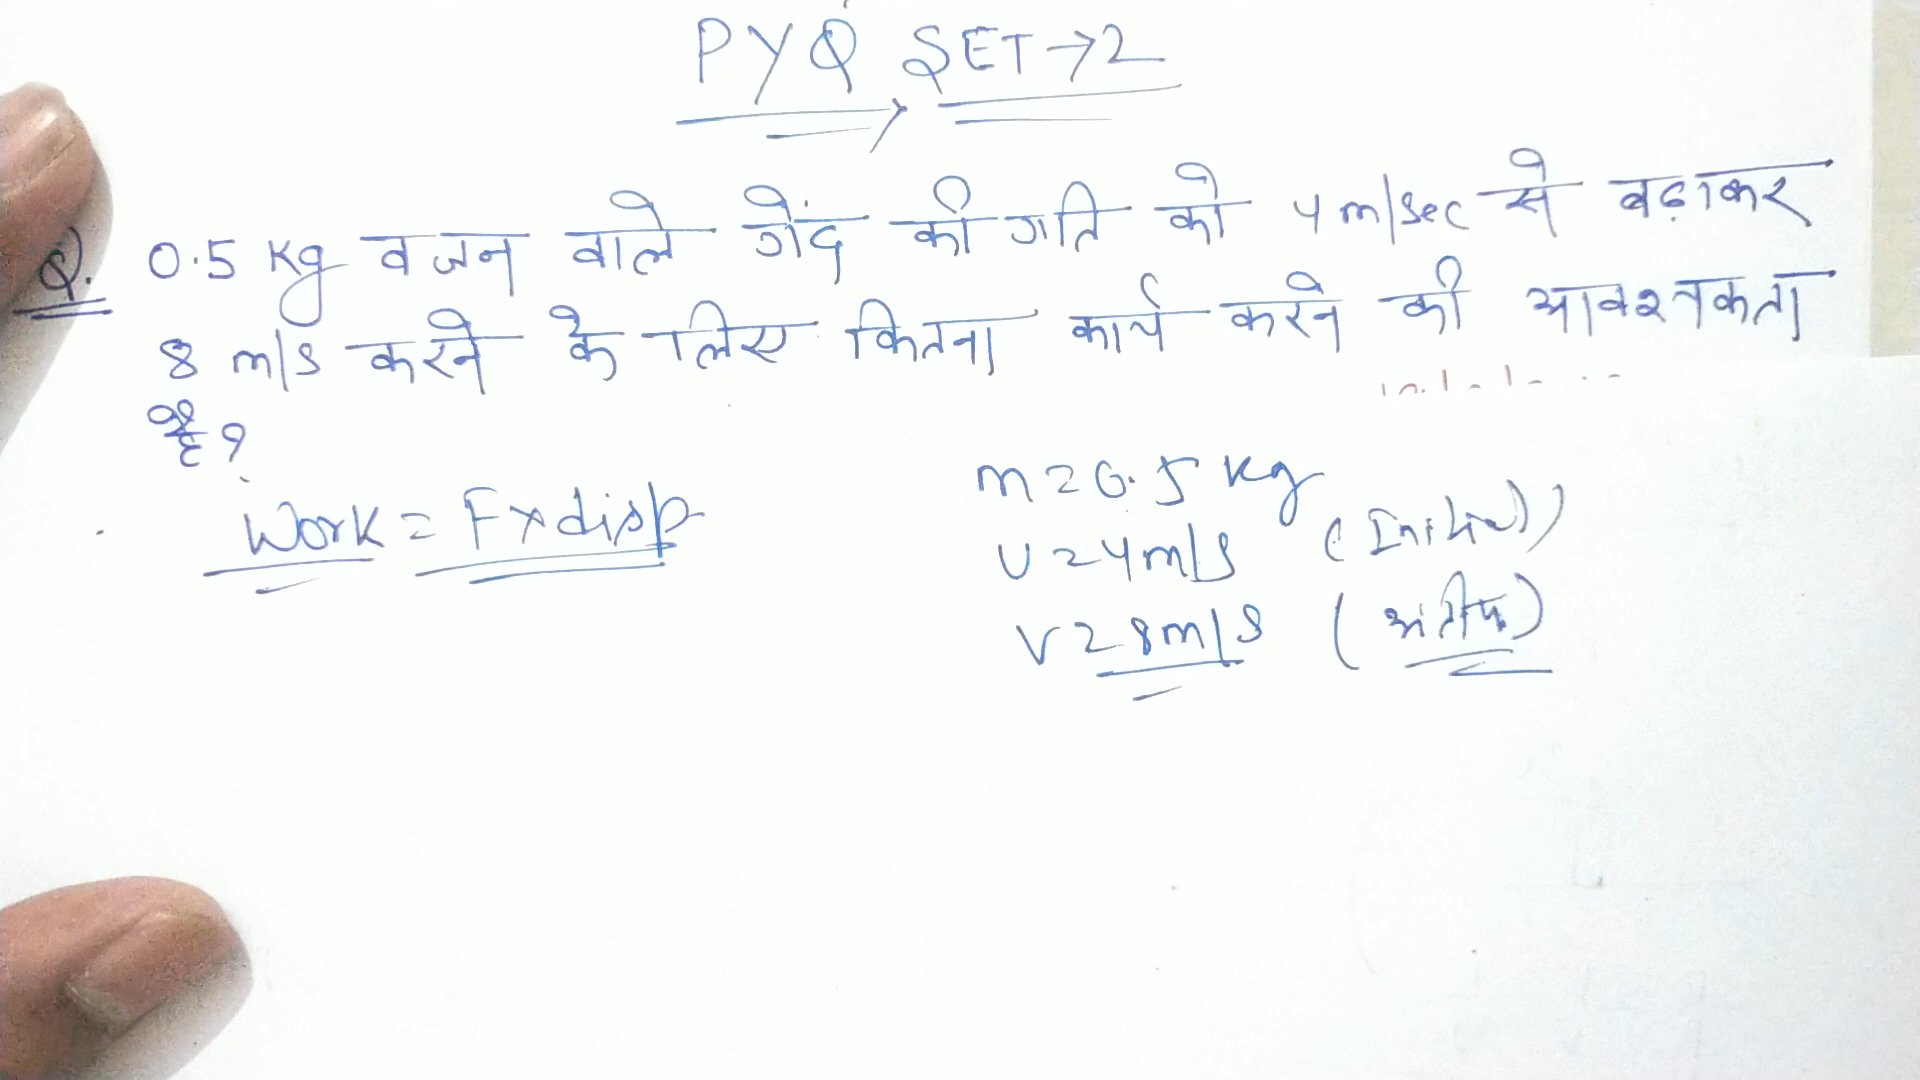 PYQ SET→2
Q. 0.5 kg वजन वाले गेंद की गति को 4 m/sec से बढ़ाकर
8 m/s करने के लिए कितना कार्य करने की आवश्यकता
है?
Work = F×disp
m = 0.5 kg
u = 4 m/s (Initial)
v = 8 m/s (अंतीम)